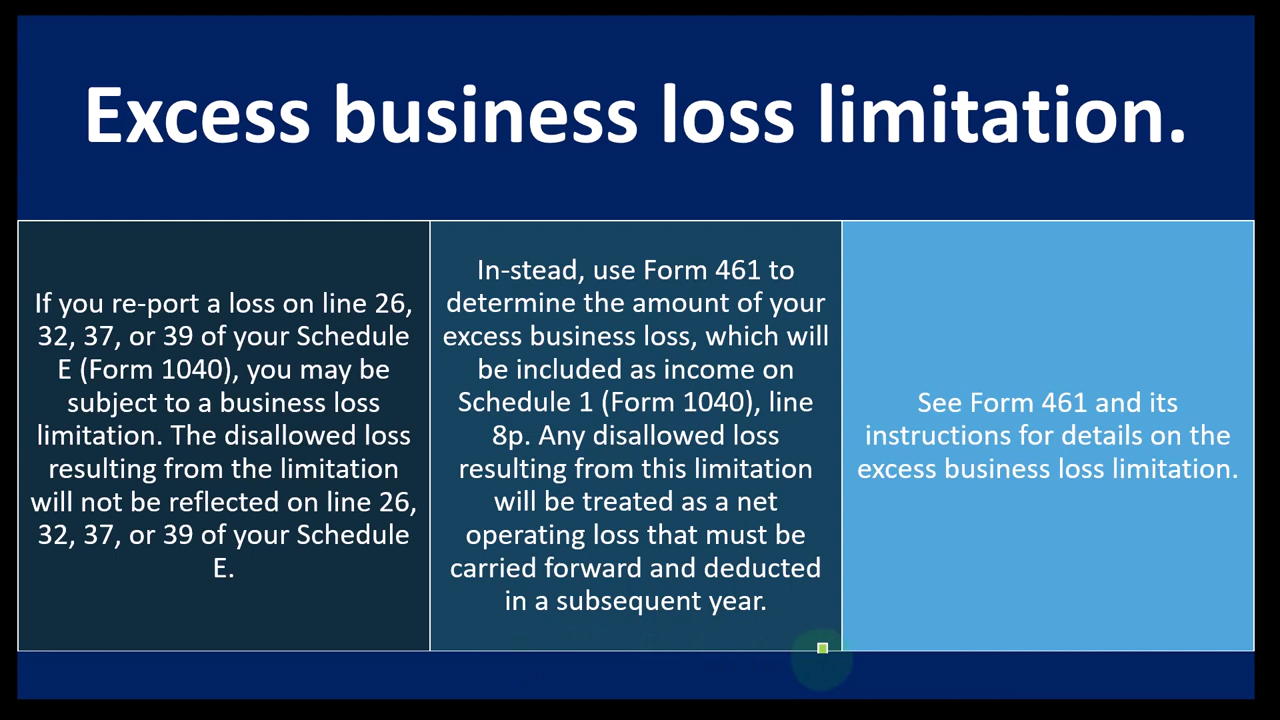 Excess business loss limitation.
If you re-port a loss on line 26,
32, 37, or 39 of your Schedule
E (Form 1040), you may be
subject to a business loss
limitation. The disallowed loss
resulting from the limitation
will not be reflected on line 26,
32, 37, or 39 of your Schedule
E.
In-stead, use Form 461 to
determine the amount of your
excess business loss, which will
be included as income on
Schedule 1 (Form 1040), line
8p. Any disallowed loss
resulting from this limitation
will be treated as a net
operating loss that must be
carried forward and deducted
in a subsequent year.
See Form 461 and its
instructions for details on the
excess business loss limitation.